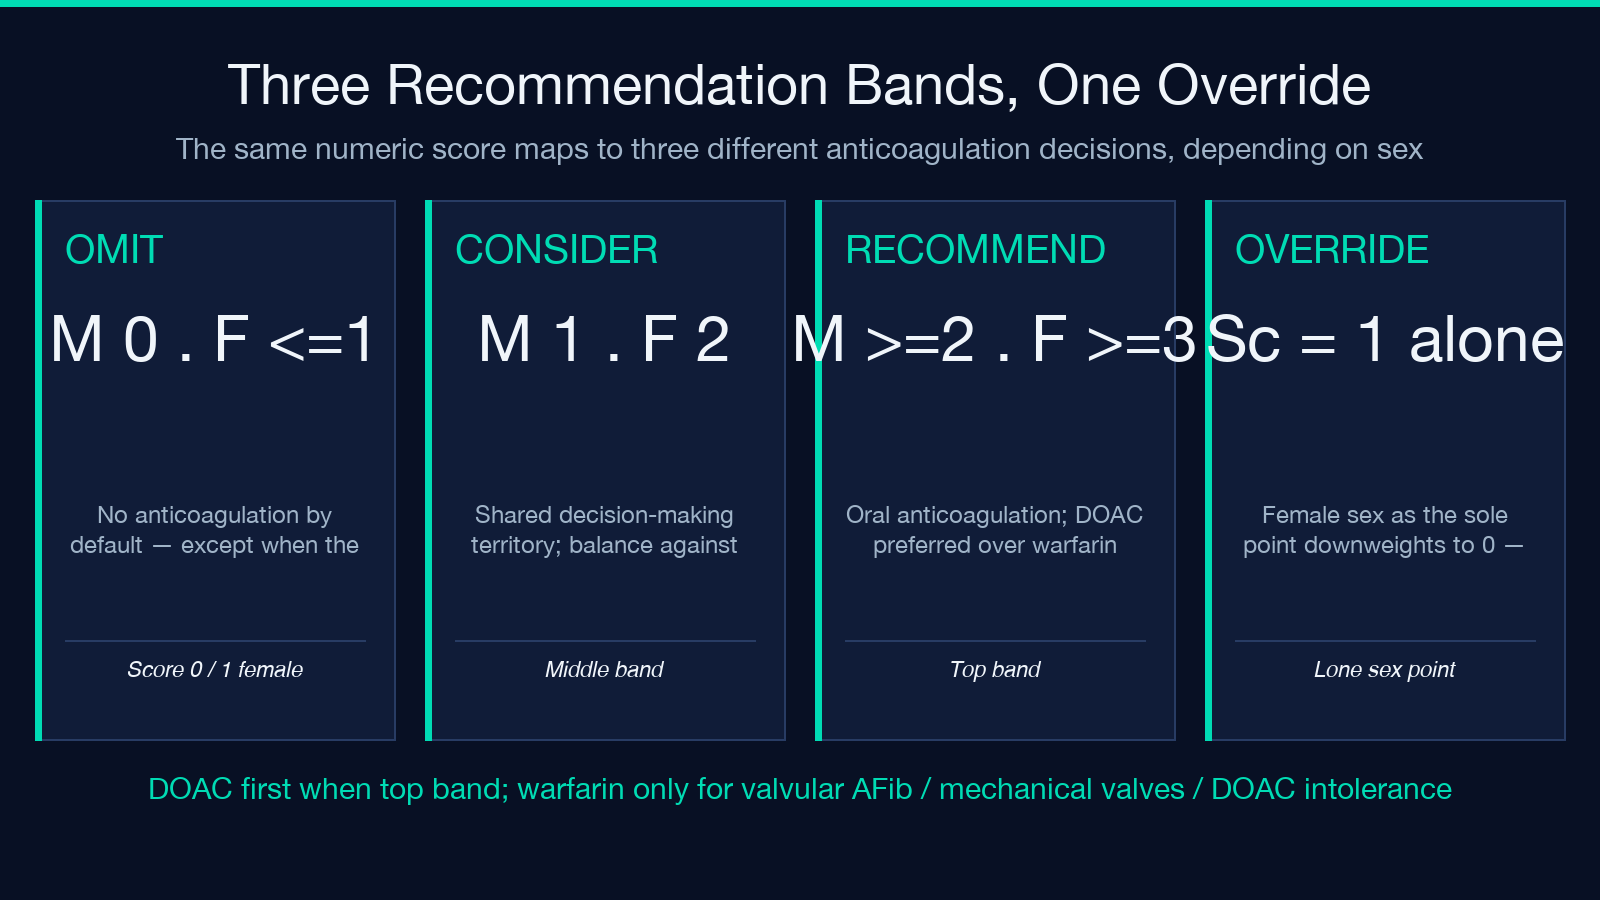 Three Recommendation Bands, One Override
The same numeric score maps to three different anticoagulation decisions, depending on sex
OMIT
M 0 . F <=1
No anticoagulation by
default — except when the
Score 0 / 1 female
CONSIDER
M 1 . F 2
Shared decision-making
territory; balance against
Middle band
RECOMMEND
M >=2 . F >=3
Oral anticoagulation; DOAC
preferred over warfarin
Top band
OVERRIDE
Sc = 1 alone
Female sex as the sole
point downweights to 0 —
Lone sex point
DOAC first when top band; warfarin only for valvular AFib / mechanical valves / DOAC intolerance